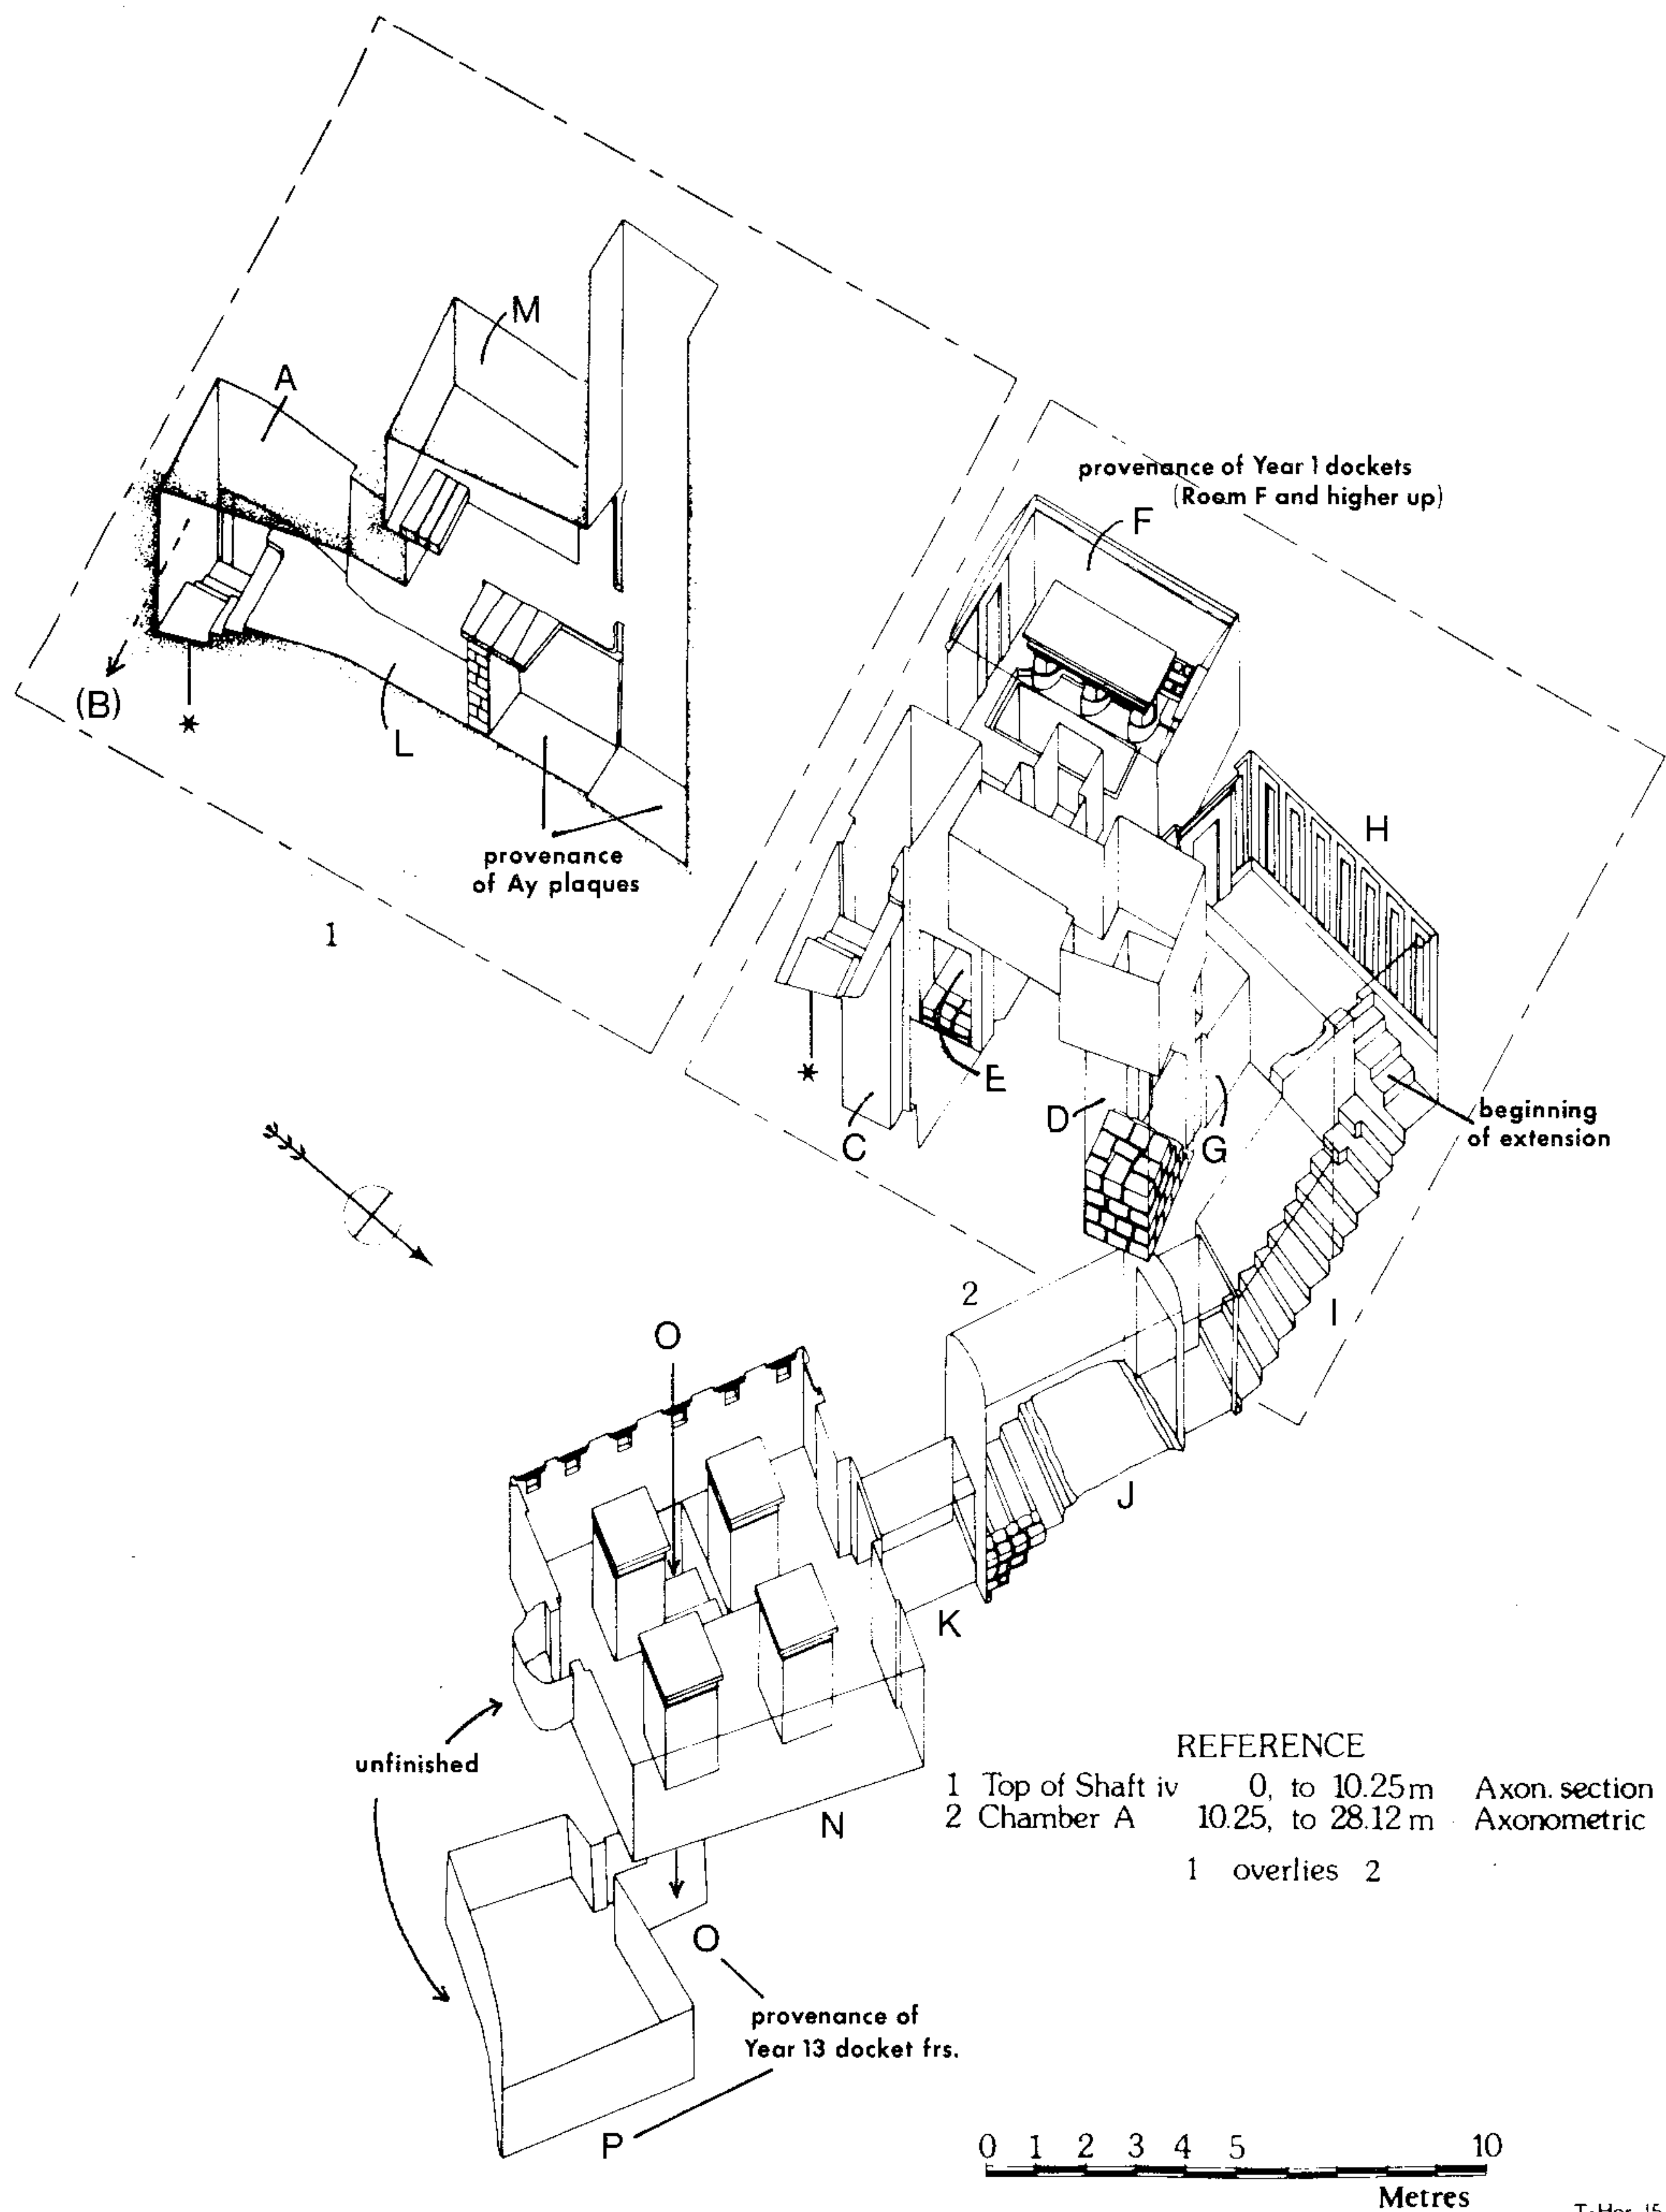 M
A
(B)
*
L
provenance
of Ay plaques
1
provenance of Year 1 dockets
(Room F and higher up)
F
H
E
*
C
D
G
beginning
of extension
I
2
O
J
K
unfinished
N
REFERENCE
1 Top of Shaft iv 0, to 10.25m Axon. section
2 Chamber A 10.25, to 28.12 m Axonometric
1 overlies 2
O
provenance of
Year 13 docket frs.
P
0 1 2 3 4 5 10
Metres